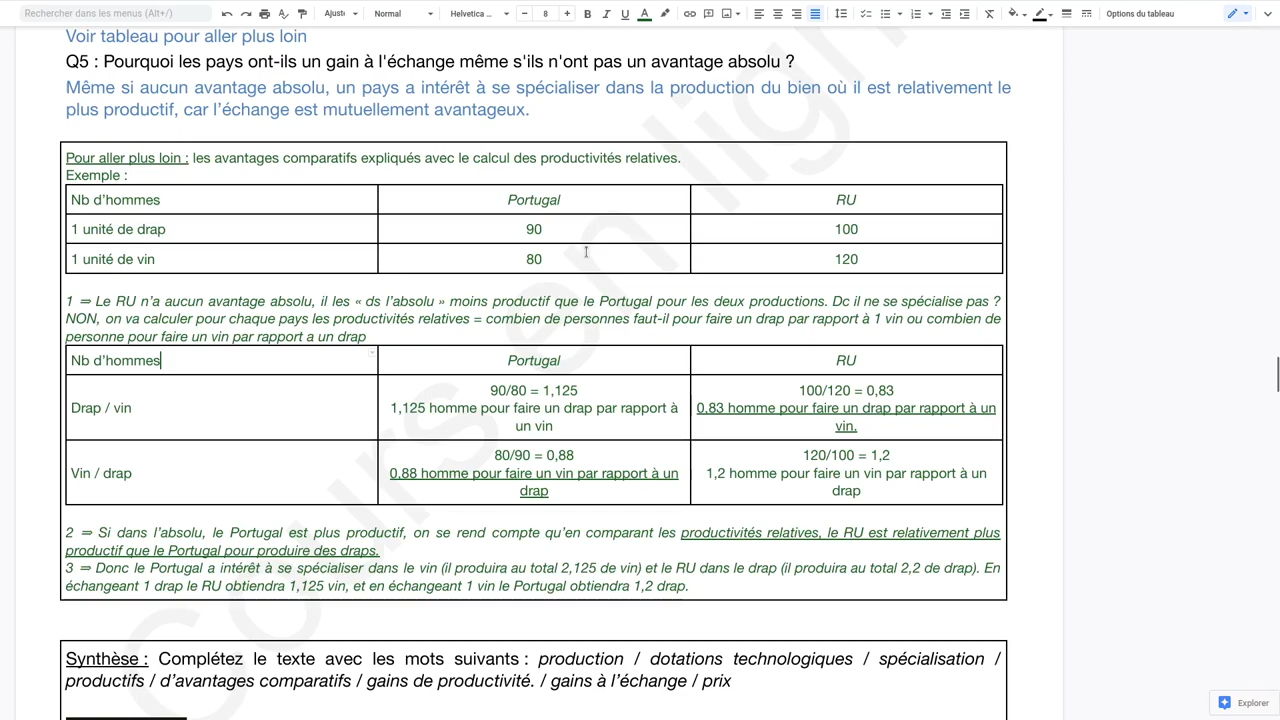 Rechercher dans les menus (Alt+/)
Ajuster
Normal
Helvetica ...
8
B I U A
Options du tableau
Voir tableau pour aller plus loin
Q5 : Pourquoi les pays ont-ils un gain à l'échange même s'ils n'ont pas un avantage absolu ?
Même si aucun avantage absolu, un pays a intérêt à se spécialiser dans la production du bien où il est relativement le
plus productif, car l'échange est mutuellement avantageux.
Pour aller plus loin : les avantages comparatifs expliqués avec le calcul des productivités relatives.
Exemple :
Nb d'hommes Portugal RU
1 unité de drap 90 100
1 unité de vin 80 120
1 ⇒ Le RU n'a aucun avantage absolu, il les « ds l'absolu » moins productif que le Portugal pour les deux productions. Dc il ne se spécialise pas ?
NON, on va calculer pour chaque pays les productivités relatives = combien de personnes faut-il pour faire un drap par rapport à 1 vin ou combien de
personne pour faire un vin par rapport a un drap
Nb d'hommes Portugal RU
Drap / vin
90/80 = 1,125
1,125 homme pour faire un drap par rapport à
un vin
100/120 = 0,83
0,83 homme pour faire un drap par rapport à un
vin.
Vin / drap
80/90 = 0,88
0,88 homme pour faire un vin par rapport à un
drap
120/100 = 1,2
1,2 homme pour faire un vin par rapport à un
drap
2 ⇒ Si dans l'absolu, le Portugal est plus productif, on se rend compte qu'en comparant les productivités relatives, le RU est relativement plus
productif que le Portugal pour produire des draps.
3 ⇒ Donc le Portugal a intérêt à se spécialiser dans le vin (il produira au total 2,125 de vin) et le RU dans le drap (il produira au total 2,2 de drap). En
échangeant 1 drap le RU obtiendra 1,125 vin, et en échangeant 1 vin le Portugal obtiendra 1,2 drap.
Synthèse : Complétez le texte avec les mots suivants : production / dotations technologiques / spécialisation /
productifs / d'avantages comparatifs / gains de productivité. / gains à l'échange / prix
Explorer
Cours en lign